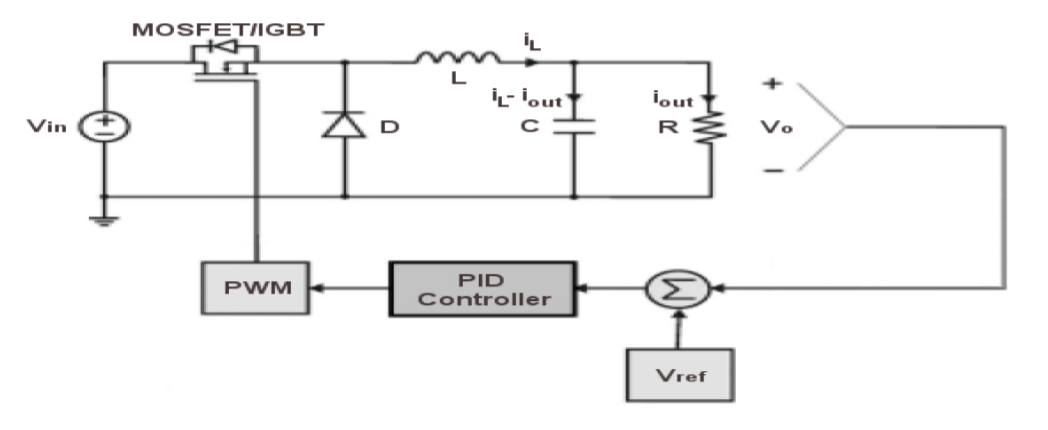 MOSFET/IGBT
iL
L
iL- iout
iout
Vin
D
C
R
+
Vo
−
PWM
PID
Controller
Σ
Vref